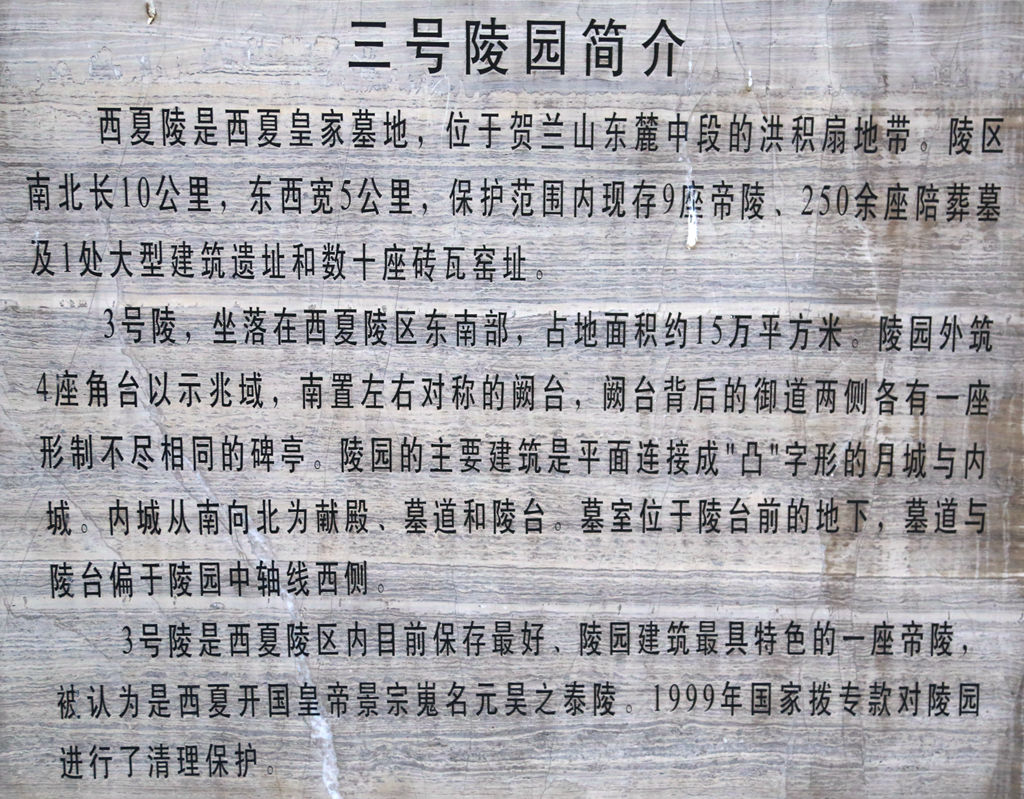 三号陵园简介
西夏陵是西夏皇家墓地，位于贺兰山东麓中段的洪积扇地带。陵区
南北长10公里，东西宽5公里，保护范围内现存9座帝陵、250余座陪葬墓
及1处大型建筑遗址和数十座砖瓦窑址。
3号陵，坐落在西夏陵区东南部，占地面积约15万平方米。陵园外筑
4座角台以示兆域，南置左右对称的阙台，阙台背后的御道两侧各有一座
形制不尽相同的碑亭。陵园的主要建筑是平面连接成"凸"字形的月城与内
城。内城从南向北为献殿、墓道和陵台。墓室位于陵台前的地下，墓道与
陵台偏于陵园中轴线西侧。
3号陵是西夏陵区内目前保存最好、陵园建筑最具特色的一座帝陵，
被认为是西夏开国皇帝景宗嵬名元吴之泰陵。1999年国家拨专款对陵园
进行了清理保护。